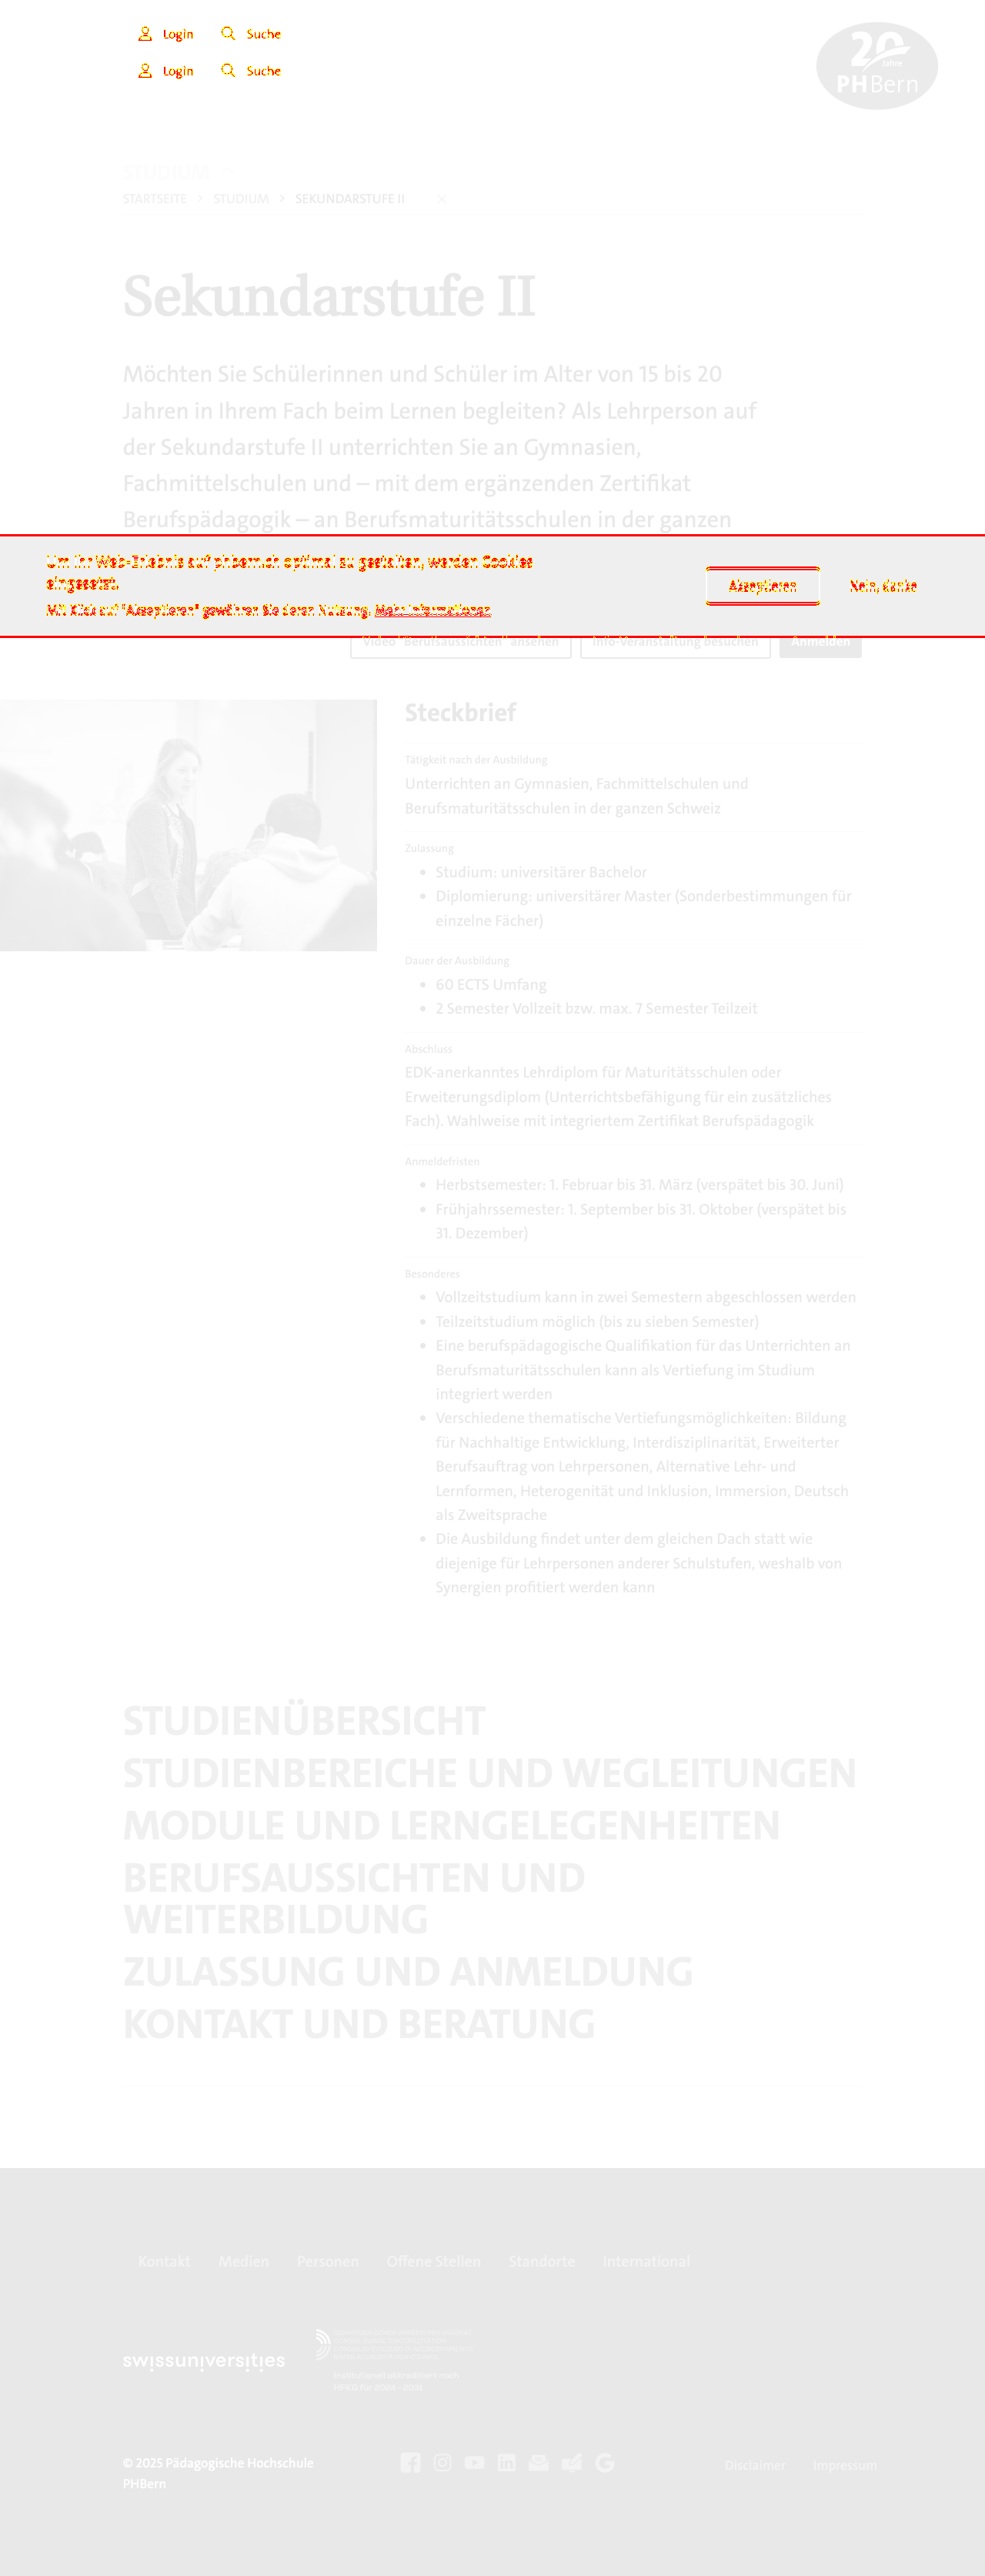 Login Suche
Login Suche
20
Jahre
PHBern
STUDIUM
STARTSEITE > STUDIUM > SEKUNDARSTUFE II
Sekundarstufe II
Möchten Sie Schülerinnen und Schüler im Alter von 15 bis 20
Jahren in Ihrem Fach beim Lernen begleiten? Als Lehrperson auf
der Sekundarstufe II unterrichten Sie an Gymnasien,
Fachmittelschulen und – mit dem ergänzenden Zertifikat
Berufspädagogik – an Berufsmaturitätsschulen in der ganzen
Um Ihr Web-Erlebnis auf phbern.ch optimal zu gestalten, werden Cookies
eingesetzt.
Mit Klick auf "Akzeptieren" gewähren Sie deren Nutzung. Mehr Informationen.
Akzeptieren Nein, danke
Video "Berufsaussichten" ansehen Info-Veranstaltung besuchen Anmelden
Steckbrief
Tätigkeit nach der Ausbildung
Unterrichten an Gymnasien, Fachmittelschulen und
Berufsmaturitätsschulen in der ganzen Schweiz
Zulassung
• Studium: universitärer Bachelor
• Diplomierung: universitärer Master (Sonderbestimmungen für
einzelne Fächer)
Dauer der Ausbildung
• 60 ECTS Umfang
• 2 Semester Vollzeit bzw. max. 7 Semester Teilzeit
Abschluss
EDK-anerkanntes Lehrdiplom für Maturitätsschulen oder
Erweiterungsdiplom (Unterrichtsbefähigung für ein zusätzliches
Fach). Wahlweise mit integriertem Zertifikat Berufspädagogik
Anmeldefristen
• Herbstsemester: 1. Februar bis 31. März (verspätet bis 30. Juni)
• Frühjahrssemester: 1. September bis 31. Oktober (verspätet bis
31. Dezember)
Besonderes
• Vollzeitstudium kann in zwei Semestern abgeschlossen werden
• Teilzeitstudium möglich (bis zu sieben Semester)
• Eine berufspädagogische Qualifikation für das Unterrichten an
Berufsmaturitätsschulen kann als Vertiefung im Studium
integriert werden
• Verschiedene thematische Vertiefungsmöglichkeiten: Bildung
für Nachhaltige Entwicklung, Interdisziplinarität, Erweiterter
Berufsauftrag von Lehrpersonen, Alternative Lehr- und
Lernformen, Heterogenität und Inklusion, Immersion, Deutsch
als Zweitsprache
• Die Ausbildung findet unter dem gleichen Dach statt wie
diejenige für Lehrpersonen anderer Schulstufen, weshalb von
Synergien profitiert werden kann
STUDIENÜBERSICHT
STUDIENBEREICHE UND WEGLEITUNGEN
MODULE UND LERNGELEGENHEITEN
BERUFSAUSSICHTEN UND
WEITERBILDUNG
ZULASSUNG UND ANMELDUNG
KONTAKT UND BERATUNG
Kontakt Medien Personen Offene Stellen Standorte International
swissuniversities
Institutionell akkreditiert nach
HFKG für 2024 - 2031
© 2025 Pädagogische Hochschule
PHBern
Disclaimer Impressum